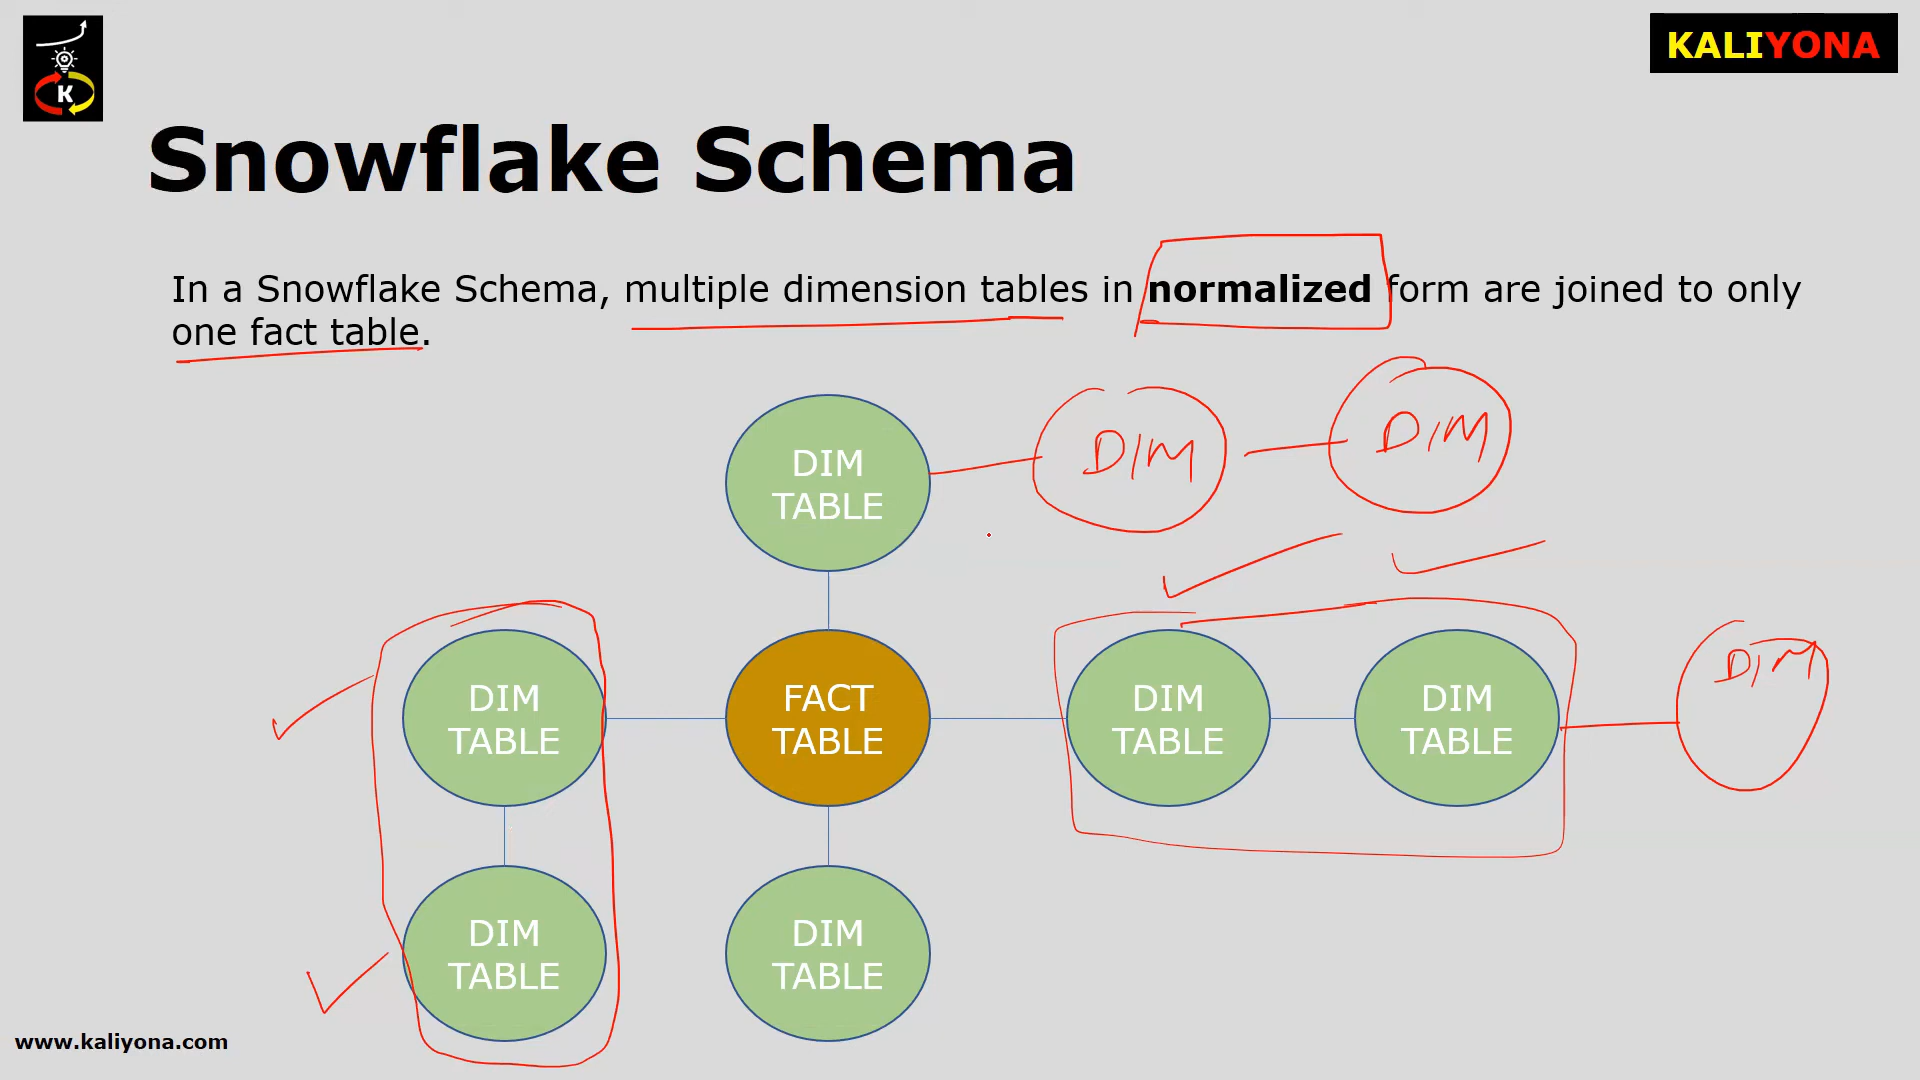 K
KALIYONA
Snowflake Schema
In a Snowflake Schema, multiple dimension tables in normalized form are joined to only
one fact table.
DIM
TABLE
DIM
DIM
DIM
TABLE
FACT
TABLE
DIM
TABLE
DIM
TABLE
DIM
DIM
TABLE
DIM
TABLE
www.kaliyona.com